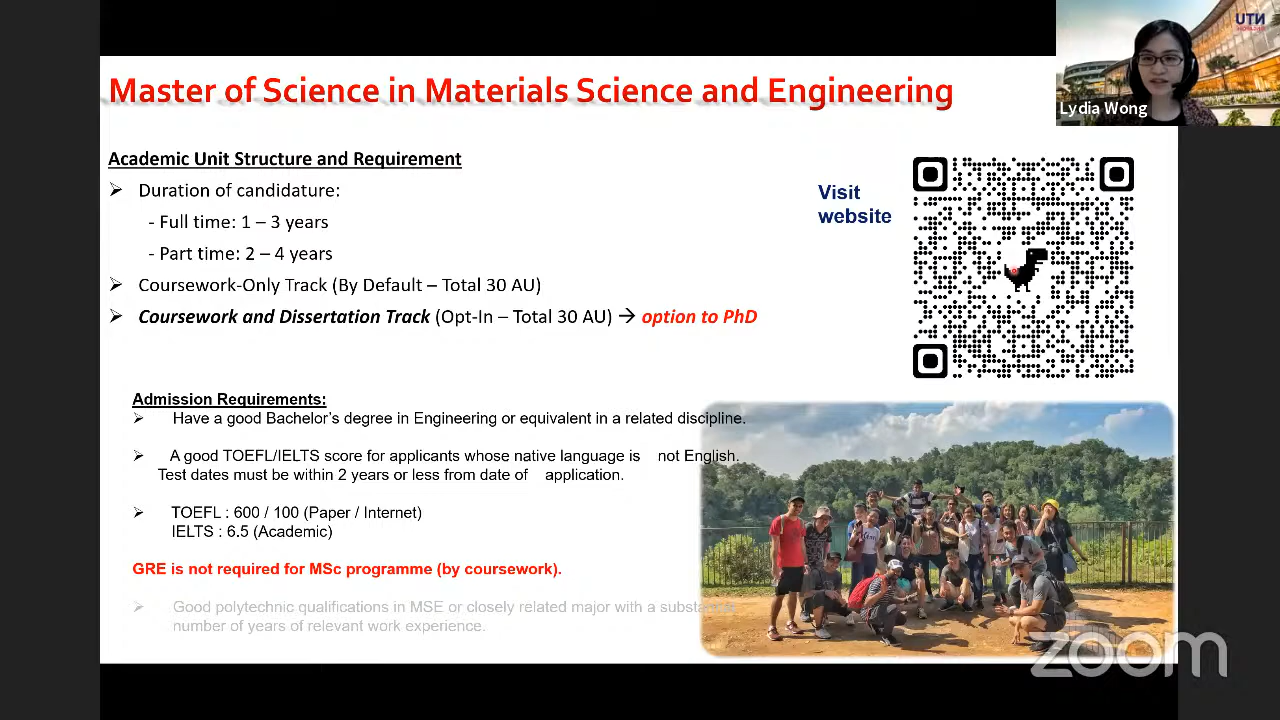 Master of Science in Materials Science and Engineering
UTN
Lydia Wong
Academic Unit Structure and Requirement
Duration of candidature:
- Full time: 1 – 3 years
- Part time: 2 – 4 years
Coursework-Only Track (By Default – Total 30 AU)
Coursework and Dissertation Track (Opt-In – Total 30 AU) → option to PhD
Visit
website
Admission Requirements:
Have a good Bachelor's degree in Engineering or equivalent in a related discipline.
A good TOEFL/IELTS score for applicants whose native language is not English.
Test dates must be within 2 years or less from date of application.
TOEFL : 600 / 100 (Paper / Internet)
IELTS : 6.5 (Academic)
GRE is not required for MSc programme (by coursework).
Good polytechnic qualifications in MSE or closely related major with a substantial
number of years of relevant work experience.
zoom